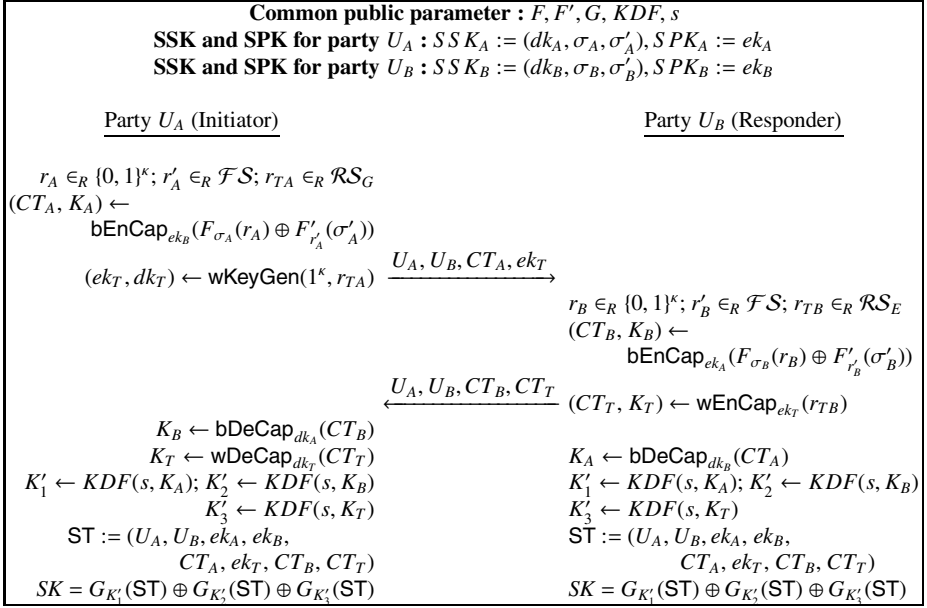 Common public parameter : F, F′, G, KDF, s
SSK and SPK for party U_A : SSK_A := (dk_A, σ_A, σ′_A), SPK_A := ek_A
SSK and SPK for party U_B : SSK_B := (dk_B, σ_B, σ′_B), SPK_B := ek_B
Party U_A (Initiator)
Party U_B (Responder)
r_A ∈_R {0, 1}^κ; r′_A ∈_R ℱ𝒮; r_TA ∈_R ℛ𝒮_G
(CT_A, K_A) ←
bEnCap_{ek_B}(F_{σ_A}(r_A) ⊕ F′_{r′_A}(σ′_A))
(ek_T, dk_T) ← wKeyGen(1^κ, r_TA)
U_A, U_B, CT_A, ek_T
r_B ∈_R {0, 1}^κ; r′_B ∈_R ℱ𝒮; r_TB ∈_R ℛ𝒮_E
(CT_B, K_B) ←
bEnCap_{ek_A}(F_{σ_B}(r_B) ⊕ F′_{r′_B}(σ′_B))
U_A, U_B, CT_B, CT_T
(CT_T, K_T) ← wEnCap_{ek_T}(r_TB)
K_B ← bDeCap_{dk_A}(CT_B)
K_T ← wDeCap_{dk_T}(CT_T)
K′_1 ← KDF(s, K_A); K′_2 ← KDF(s, K_B)
K′_3 ← KDF(s, K_T)
ST := (U_A, U_B, ek_A, ek_B,
CT_A, ek_T, CT_B, CT_T)
SK = G_{K′_1}(ST) ⊕ G_{K′_2}(ST) ⊕ G_{K′_3}(ST)
K_A ← bDeCap_{dk_B}(CT_A)
K′_1 ← KDF(s, K_A); K′_2 ← KDF(s, K_B)
K′_3 ← KDF(s, K_T)
ST := (U_A, U_B, ek_A, ek_B,
CT_A, ek_T, CT_B, CT_T)
SK = G_{K′_1}(ST) ⊕ G_{K′_2}(ST) ⊕ G_{K′_3}(ST)